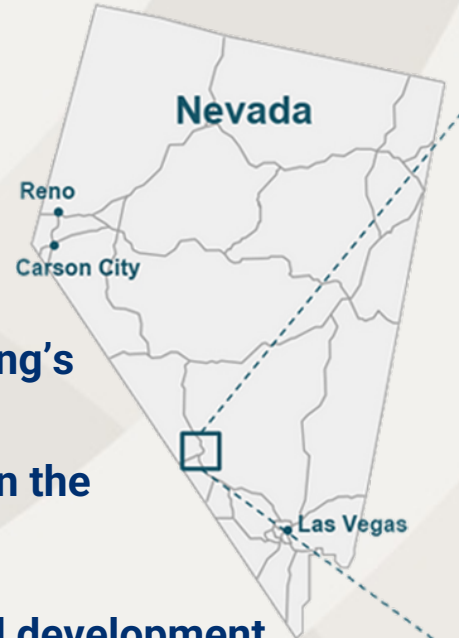 Nevada
Reno
Carson City
ng’s
n the
Las Vegas
l development